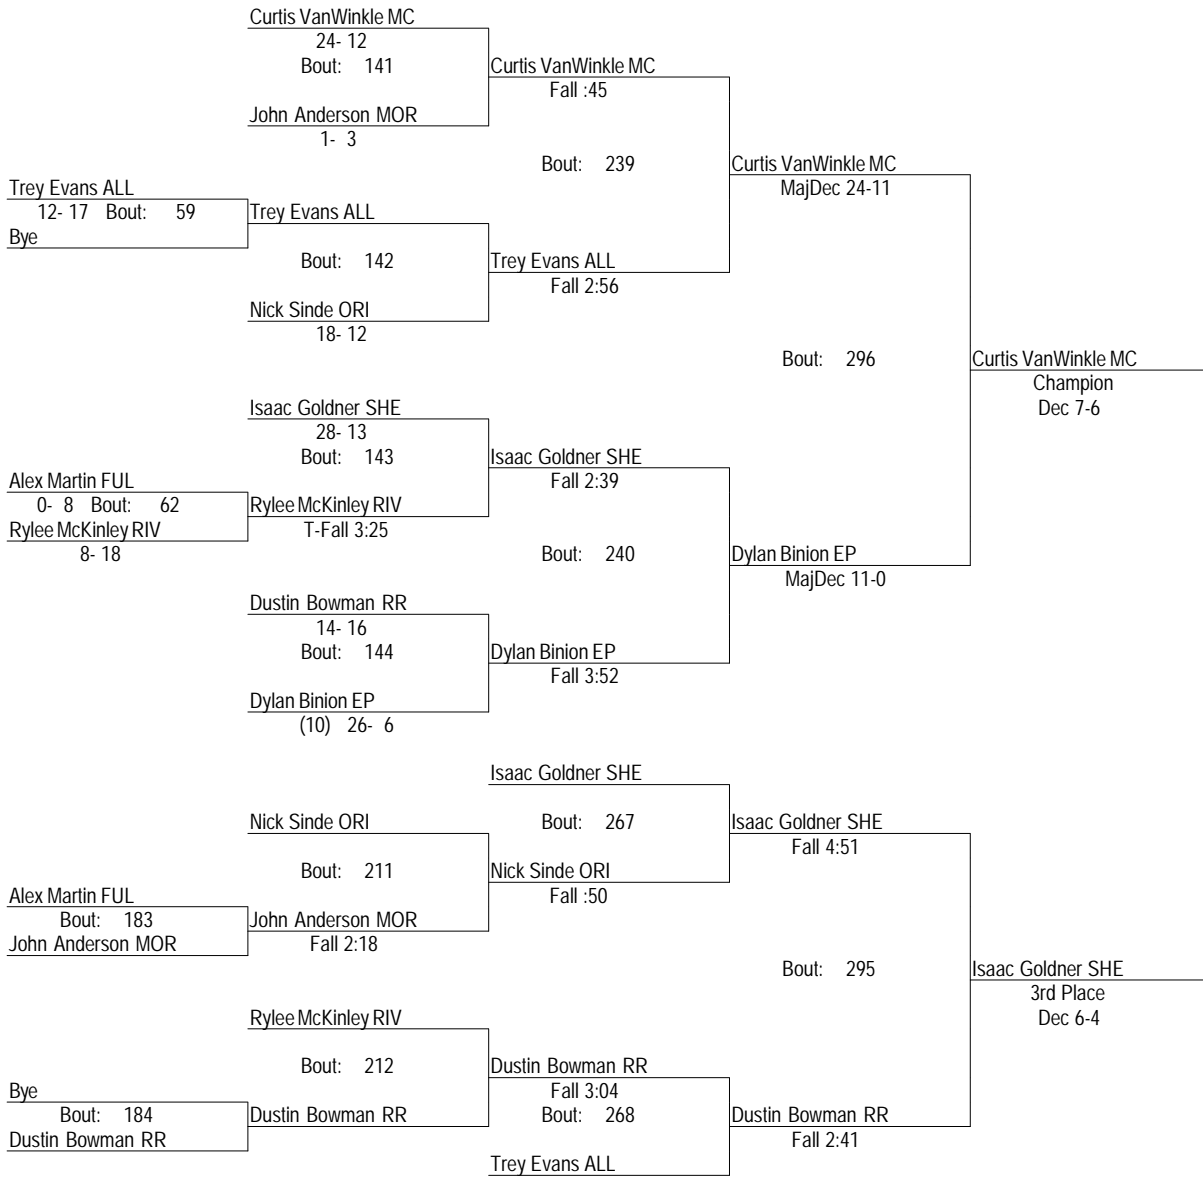 Curtis VanWinkle MC
24- 12
Bout: 141
Curtis VanWinkle MC
Fall :45
John Anderson MOR
1- 3
Bout: 239
Curtis VanWinkle MC
MajDec 24-11
Trey Evans ALL
12- 17 Bout: 59
Trey Evans ALL
Bye
Bout: 142
Trey Evans ALL
Fall 2:56
Nick Sinde ORI
18- 12
Bout: 296
Curtis VanWinkle MC
Champion
Dec 7-6
Isaac Goldner SHE
28- 13
Bout: 143
Isaac Goldner SHE
Fall 2:39
Alex Martin FUL
0- 8 Bout: 62
Rylee McKinley RIV
Rylee McKinley RIV
T-Fall 3:25
8- 18
Bout: 240
Dylan Binion EP
MajDec 11-0
Dustin Bowman RR
14- 16
Bout: 144
Dylan Binion EP
Fall 3:52
Dylan Binion EP
(10) 26- 6
Isaac Goldner SHE
Nick Sinde ORI
Bout: 267
Isaac Goldner SHE
Fall 4:51
Bout: 211
Nick Sinde ORI
Fall :50
Alex Martin FUL
Bout: 183
John Anderson MOR
John Anderson MOR
Fall 2:18
Bout: 295
Isaac Goldner SHE
3rd Place
Dec 6-4
Rylee McKinley RIV
Bout: 212
Dustin Bowman RR
Fall 3:04
Bye
Bout: 184
Dustin Bowman RR
Bout: 268
Dustin Bowman RR
Fall 2:41
Dustin Bowman RR
Trey Evans ALL